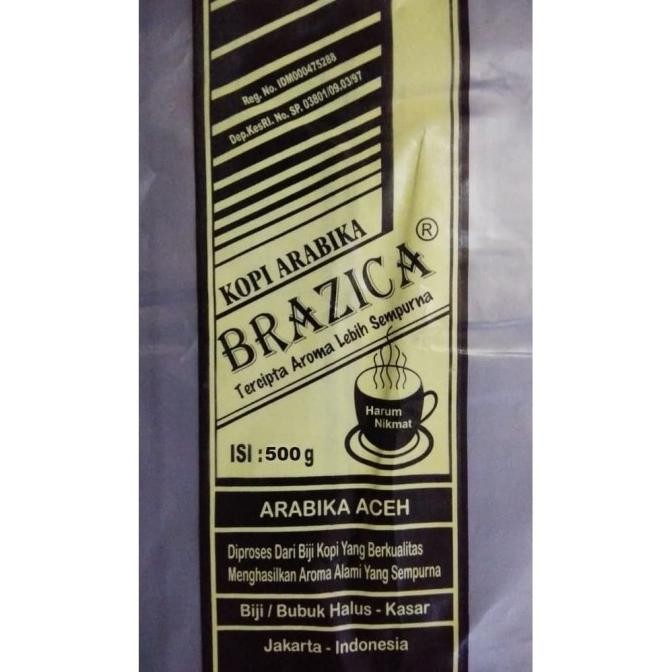 Reg. No. IDM000475288
Dep.KesRI. No. SP. 03801/09.03/97
KOPI ARABIKA
BRAZICA ®
Tercipta Aroma Lebih Sempurna
Harum
Nikmat
ISI : 500 g
ARABIKA ACEH
Diproses Dari Biji Kopi Yang Berkualitas
Menghasilkan Aroma Alami Yang Sempurna
Biji / Bubuk Halus - Kasar
Jakarta - Indonesia